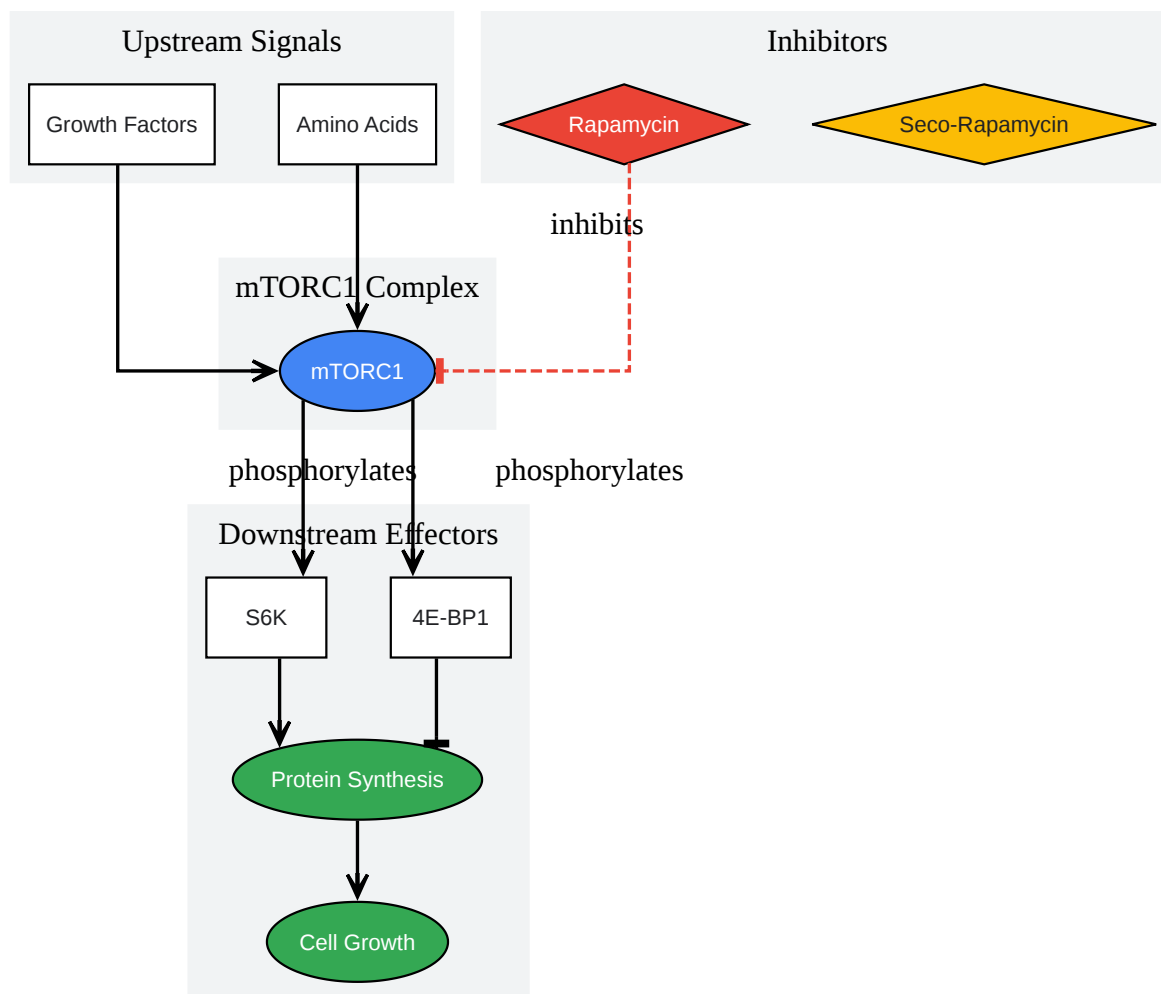 Upstream Signals
Inhibitors
Growth Factors
Amino Acids
Rapamycin
Seco-Rapamycin
inhibits
mTORC1 Complex
mTORC1
phosphorylates
phosphorylates
Downstream Effectors
S6K
4E-BP1
Protein Synthesis
Cell Growth